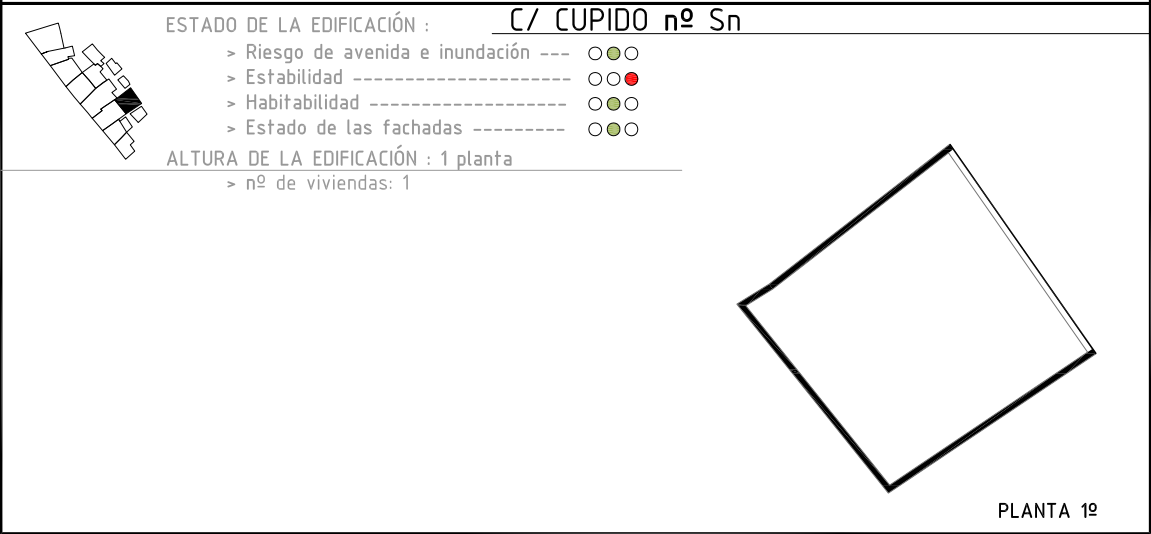 C/ CUPIDO nº Sn
ESTADO DE LA EDIFICACIÓN :
> Riesgo de avenida e inundación ---
> Estabilidad ---------------------
> Habitabilidad -------------------
> Estado de las fachadas ---------
ALTURA DE LA EDIFICACIÓN : 1 planta
> nº de viviendas: 1
PLANTA 1º